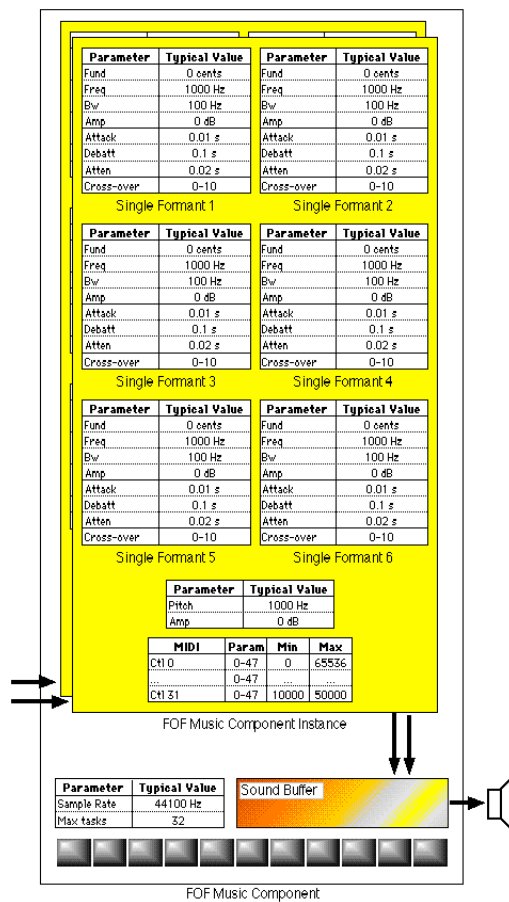 Parameter Typical Value Parameter Typical Value
Fund 0 cents Fund 0 cents
Freq 1000 Hz Freq 1000 Hz
Bw 100 Hz Bw 100 Hz
Amp 0 dB Amp 0 dB
Attack 0.01 s Attack 0.01 s
Debatt 0.1 s Debatt 0.1 s
Atten 0.02 s Atten 0.02 s
Cross-over 0-10 Cross-over 0-10
Single Formant 1 Single Formant 2
Parameter Typical Value Parameter Typical Value
Fund 0 cents Fund 0 cents
Freq 1000 Hz Freq 1000 Hz
Bw 100 Hz Bw 100 Hz
Amp 0 dB Amp 0 dB
Attack 0.01 s Attack 0.01 s
Debatt 0.1 s Debatt 0.1 s
Atten 0.02 s Atten 0.02 s
Cross-over 0-10 Cross-over 0-10
Single Formant 3 Single Formant 4
Parameter Typical Value Parameter Typical Value
Fund 0 cents Fund 0 cents
Freq 1000 Hz Freq 1000 Hz
Bw 100 Hz Bw 100 Hz
Amp 0 dB Amp 0 dB
Attack 0.01 s Attack 0.01 s
Debatt 0.1 s Debatt 0.1 s
Atten 0.02 s Atten 0.02 s
Cross-over 0-10 Cross-over 0-10
Single Formant 5 Single Formant 6
Parameter Typical Value
Pitch 1000 Hz
Amp 0 dB
MIDI Param Min Max
Ctl 0 0-47 0 65536
... 0-47 ... ...
Ctl 31 0-47 10000 50000
FOF Music Component Instance
Parameter Typical Value
Sample Rate 44100 Hz
Max tasks 32
Sound Buffer
FOF Music Component